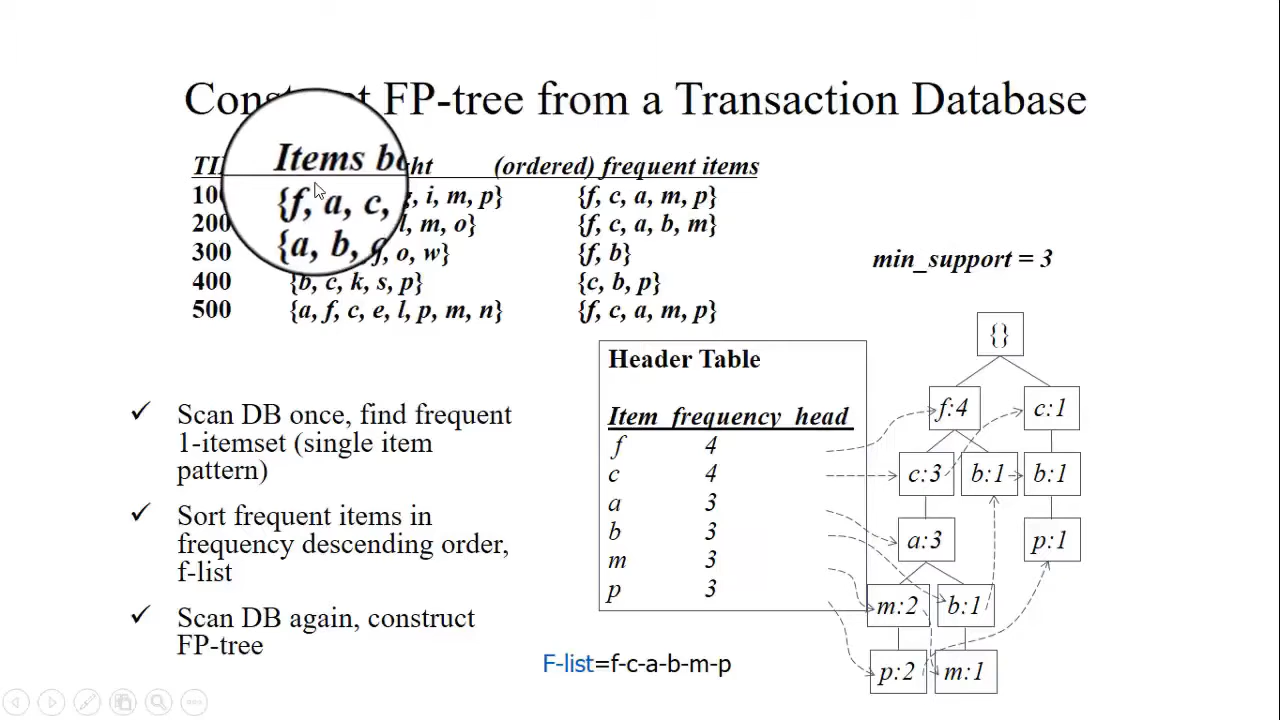 Construct FP-tree from a Transaction Database
Items (ordered) frequent items
{f, a, c, i, m, p} {f, c, a, m, p}
200 {a, b, l, m, o} {f, c, a, b, m}
300 o, w} {f, b}
400 {b, c, k, s, p} {c, b, p}
500 {a, f, c, e, l, p, m, n} {f, c, a, m, p}
min_support = 3
{}
Header Table
Item frequency head
f 4
c 4
a 3
b 3
m 3
p 3
f:4 c:1
c:3 b:1 b:1
a:3 p:1
m:2 b:1
p:2 m:1
✓ Scan DB once, find frequent
1-itemset (single item
pattern)
✓ Sort frequent items in
frequency descending order,
f-list
✓ Scan DB again, construct
FP-tree
F-list=f-c-a-b-m-p